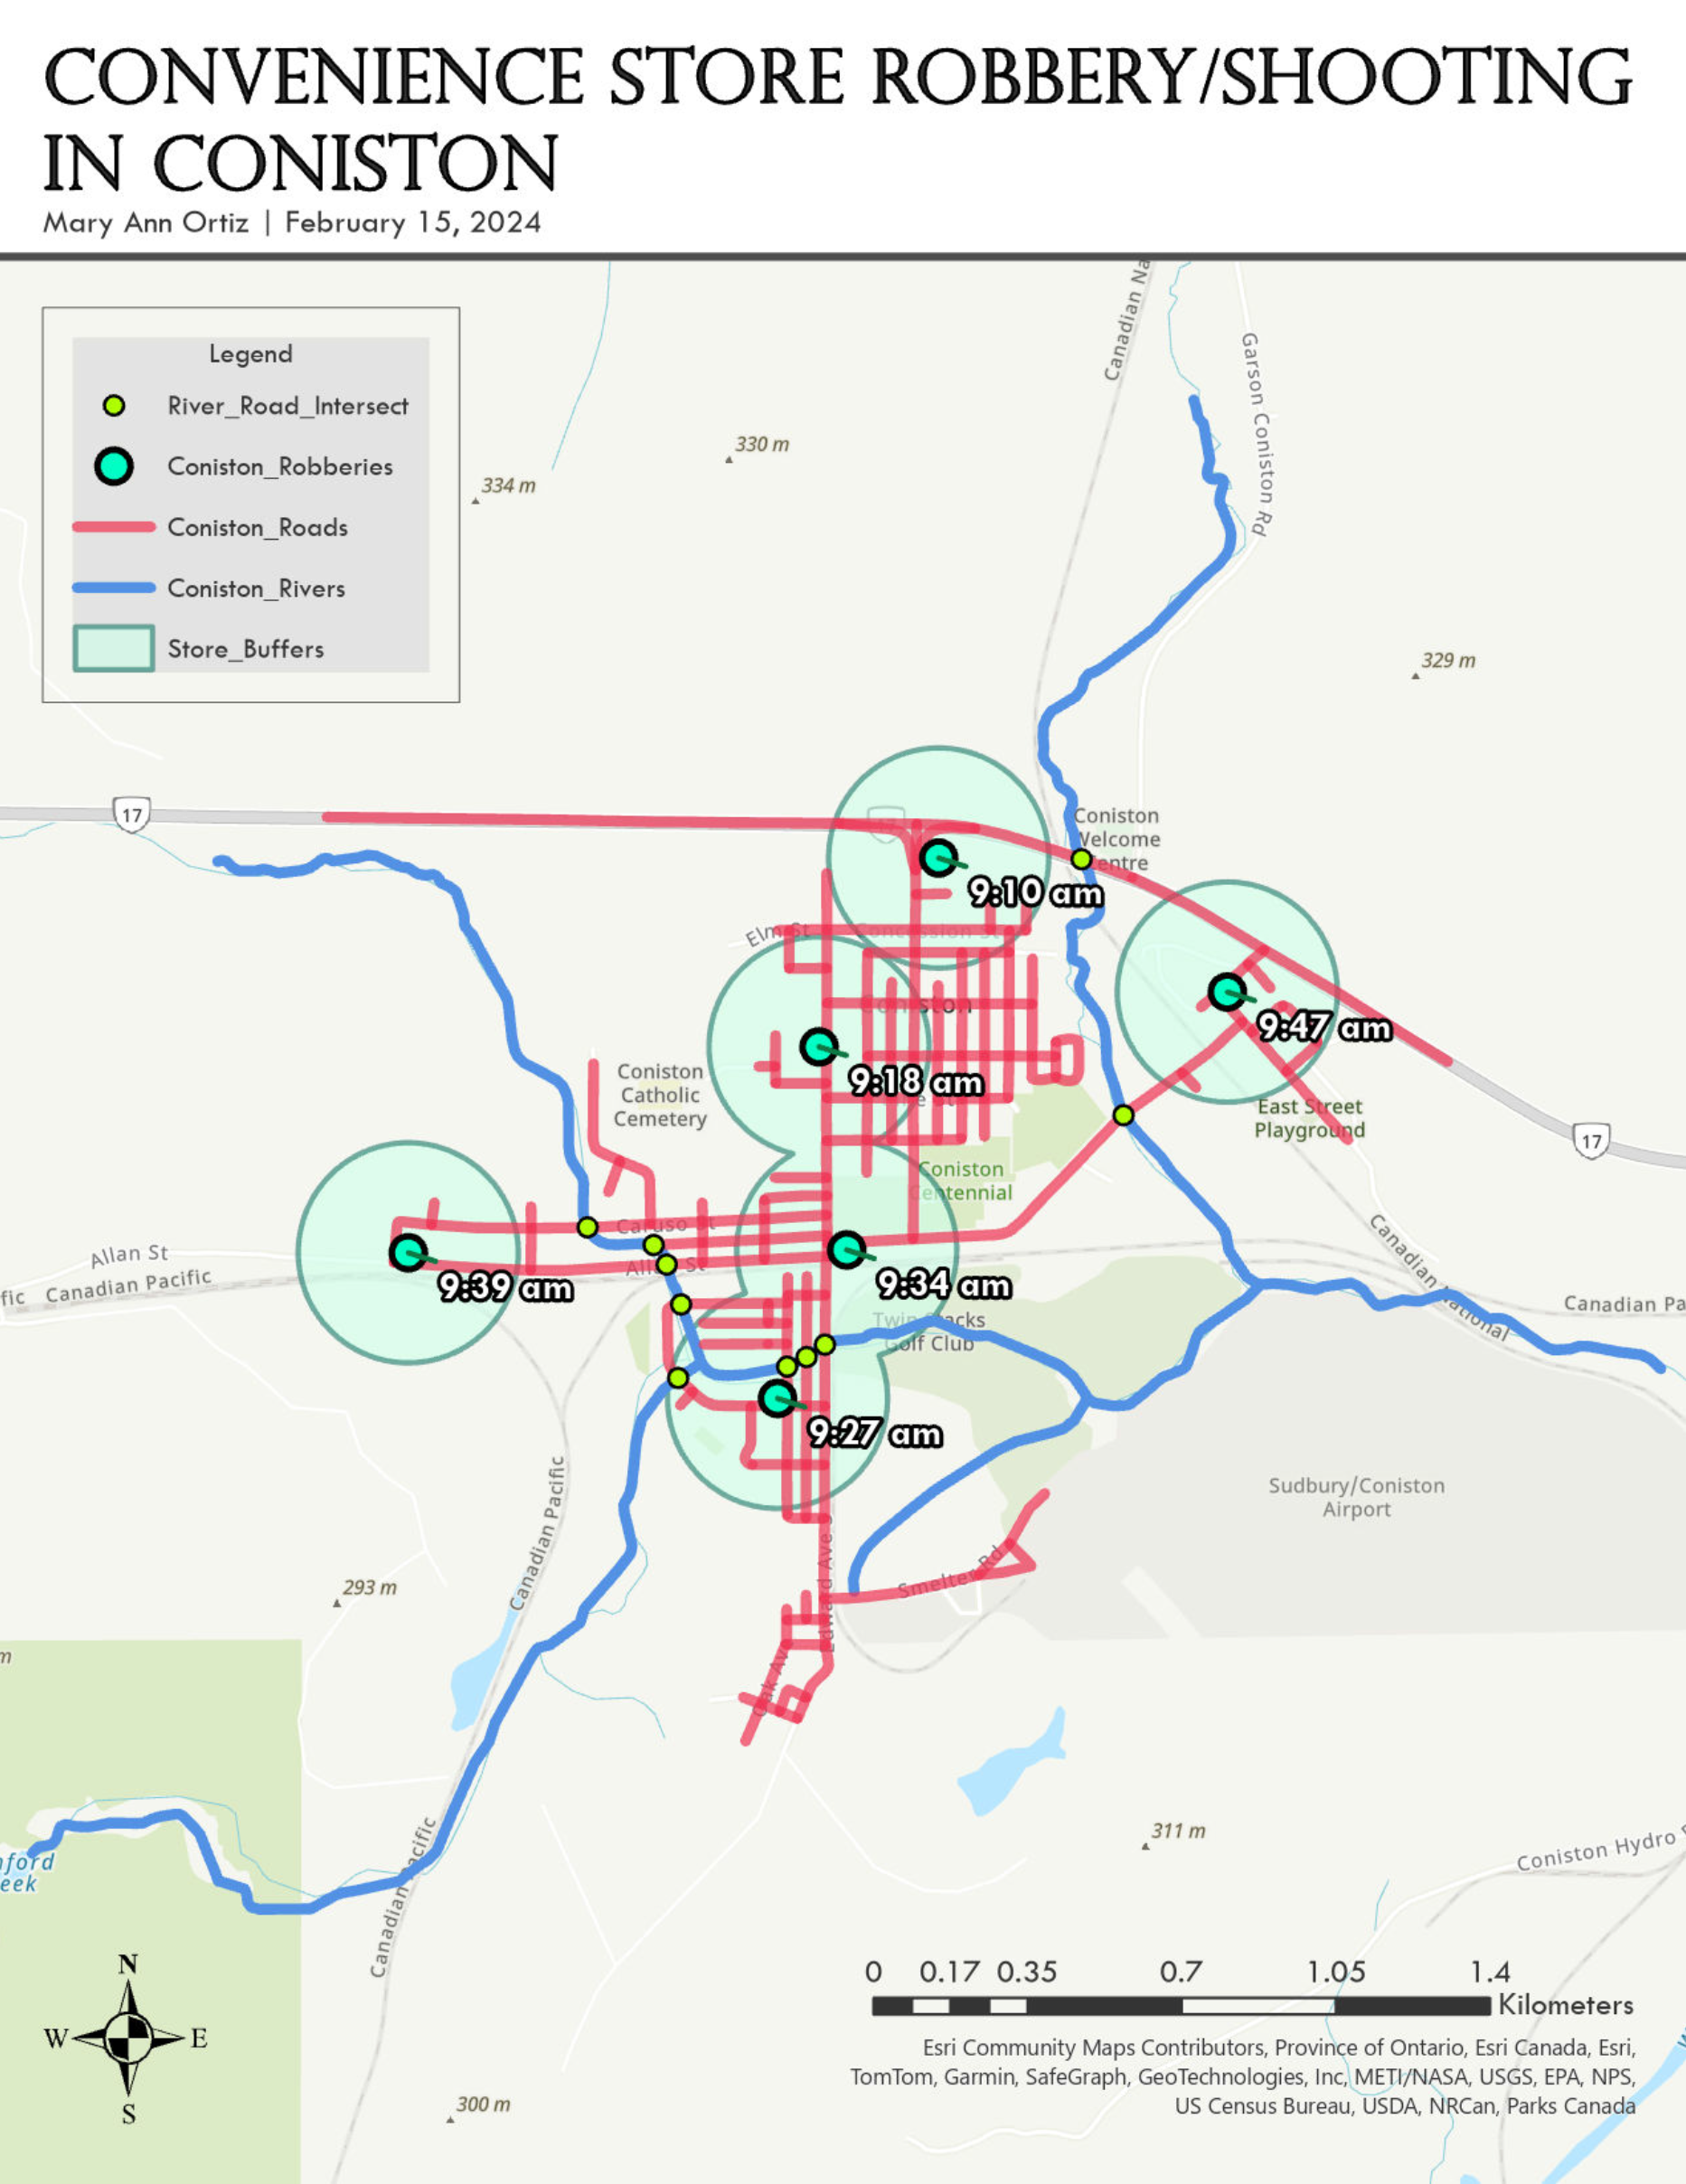 CONVENIENCE STORE ROBBERY/SHOOTING
IN CONISTON
Mary Ann Ortiz | February 15, 2024
Legend
River_Road_Intersect
Coniston_Robberies
Coniston_Roads
Coniston_Rivers
Store_Buffers
Canadian Na
Garson Coniston Rd
330 m
334 m
329 m
17
Coniston
Welcome
Centre
17
9:10 am
Elm St
Concession St
Coniston
9:47 am
9:18 am
Coniston
Catholic
Cemetery
East Street
Playground
17
Coniston
Centennial
Caruso St
Allan St
Allan St
Canadian Pacific
fic
9:39 am
9:34 am
Canadian National
Canadian Pa
Twin Stacks
Golf Club
9:27 am
Canadian Pacific
Sudbury/Coniston
Airport
Edward Ave S
Smelter Rd
293 m
m
Oak Av
311 m
Coniston Hydro
nford
eek
Canadian Pacific
N
W
E
S
0 0.17 0.35 0.7 1.05 1.4
Kilometers
300 m
Esri Community Maps Contributors, Province of Ontario, Esri Canada, Esri,
TomTom, Garmin, SafeGraph, GeoTechnologies, Inc, METI/NASA, USGS, EPA, NPS,
US Census Bureau, USDA, NRCan, Parks Canada